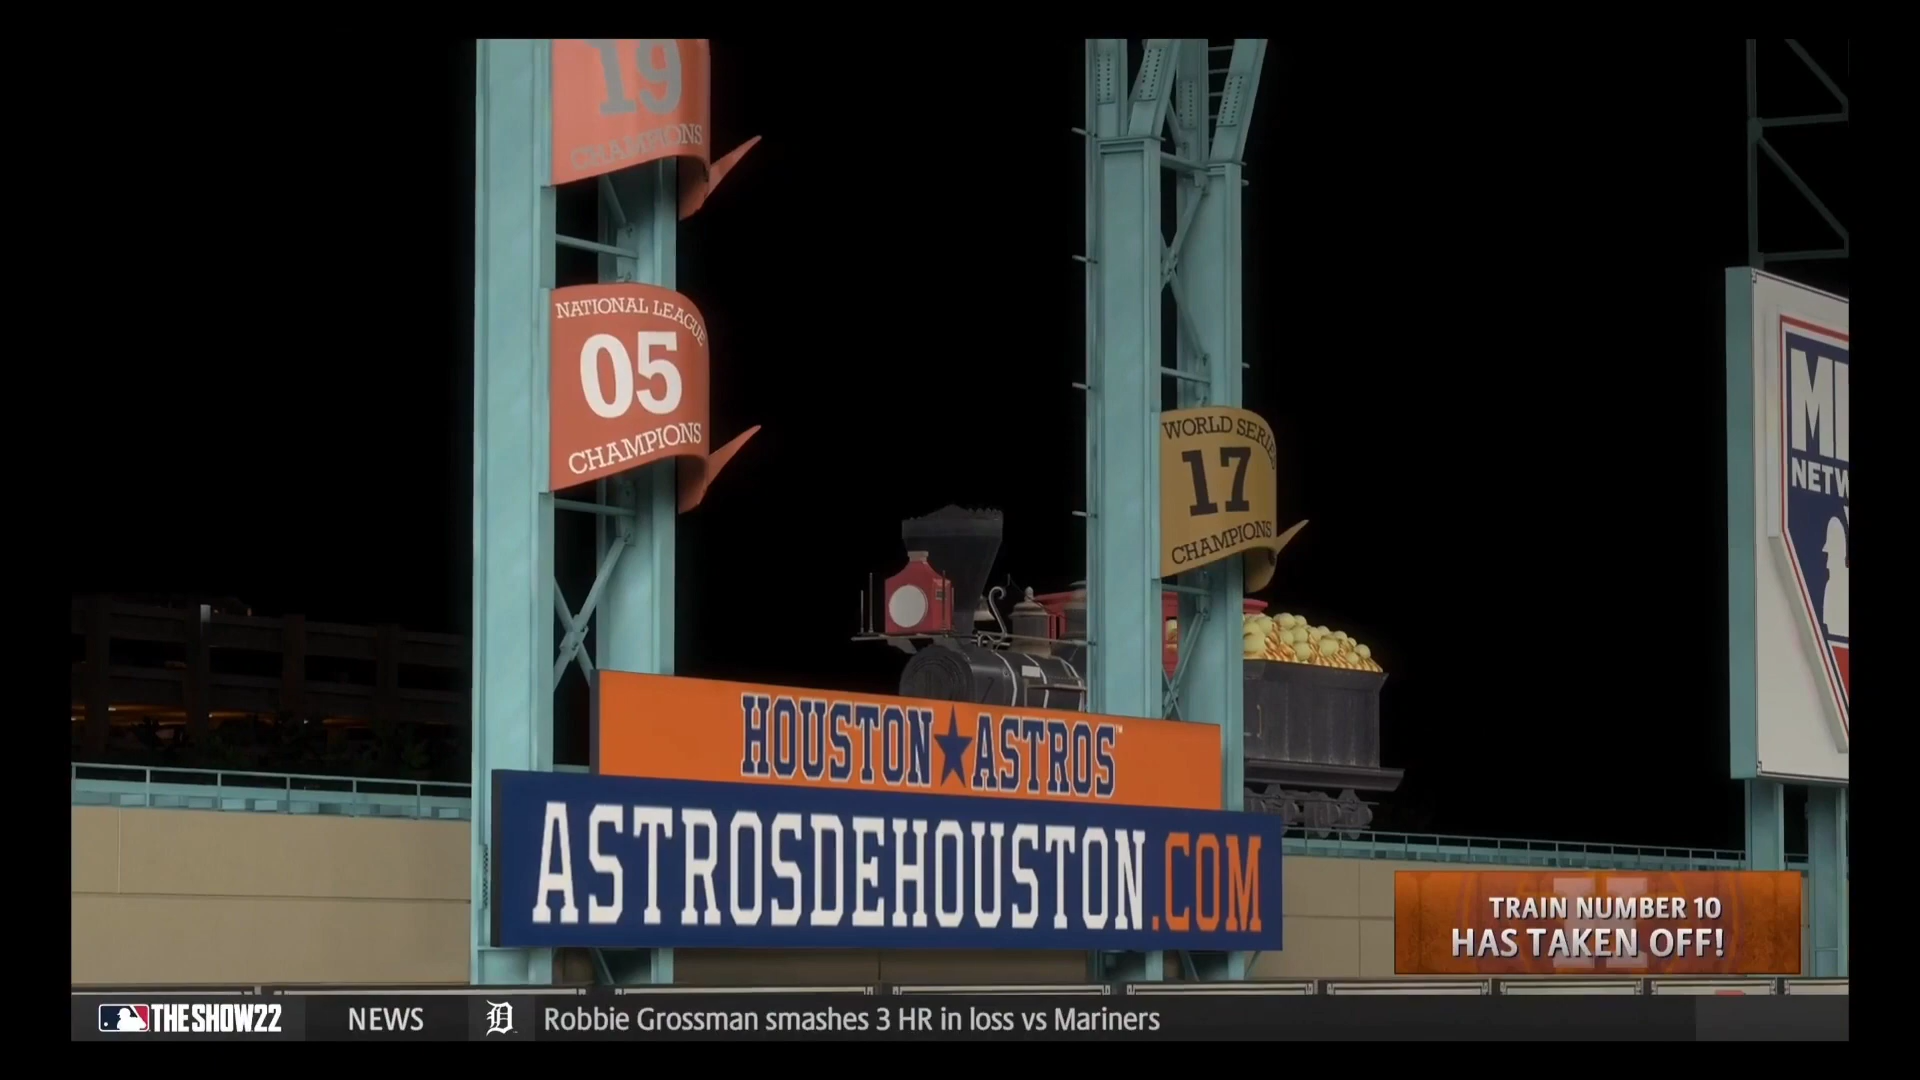 19
CHAMPIONS
NATIONAL LEAGUE
05
CHAMPIONS
WORLD SERIES
17
CHAMPIONS
HOUSTON★ASTROS
ASTROSDEHOUSTON.COM
TRAIN NUMBER 10
HAS TAKEN OFF!
THE SHOW 22
NEWS
D
Robbie Grossman smashes 3 HR in loss vs Mariners